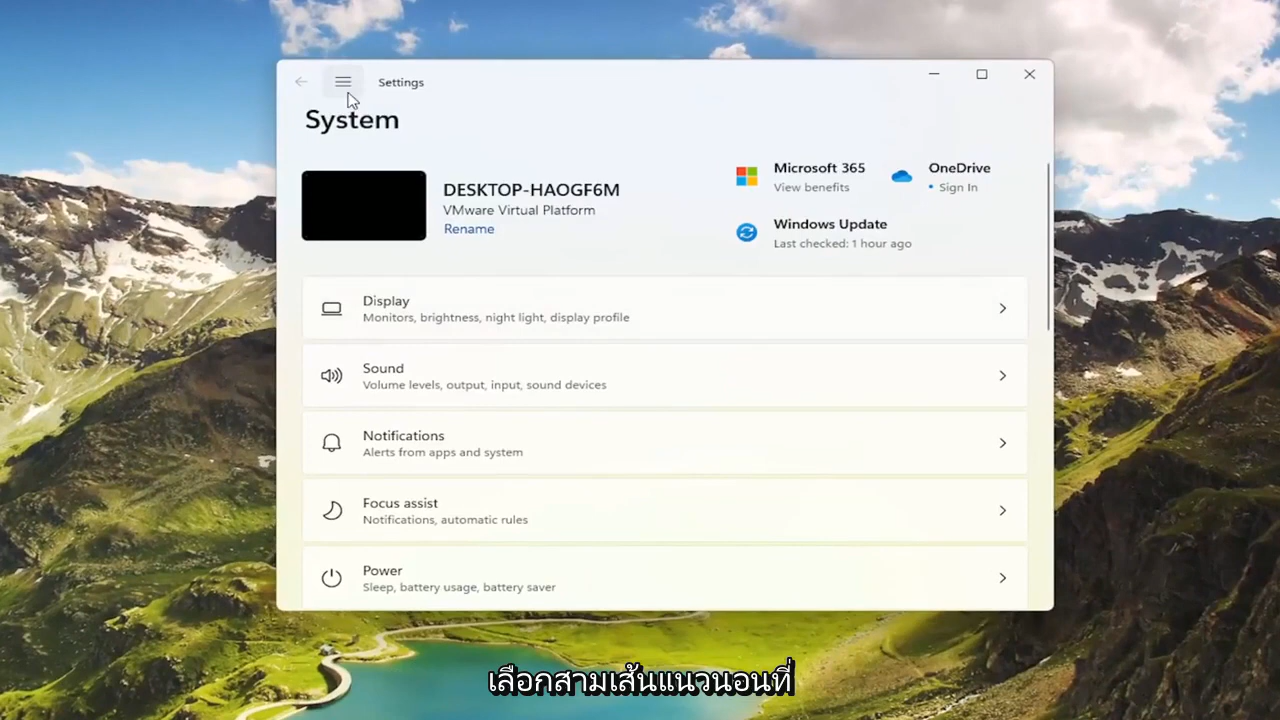 Settings
System
DESKTOP-HAOGF6M
VMware Virtual Platform
Rename
Microsoft 365
View benefits
OneDrive
• Sign In
Windows Update
Last checked: 1 hour ago
Display
Monitors, brightness, night light, display profile
Sound
Volume levels, output, input, sound devices
Notifications
Alerts from apps and system
Focus assist
Notifications, automatic rules
Power
Sleep, battery usage, battery saver
เลือกสามเส้นแนวนอนที่